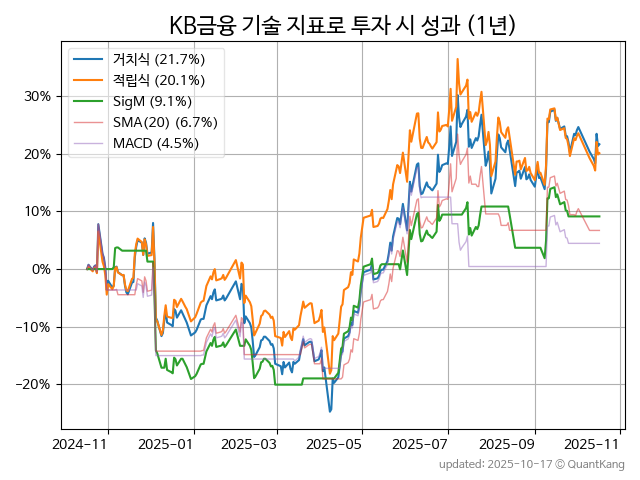 KB금융 기술 지표로 투자 시 성과 (1년)
거치식 (21.7%)
적립식 (20.1%)
SigM (9.1%)
SMA(20) (6.7%)
MACD (4.5%)
30%
20%
10%
0%
−10%
−20%
2024-11
2025-01
2025-03
2025-05
2025-07
2025-09
2025-11
updated: 2025-10-17 © QuantKang